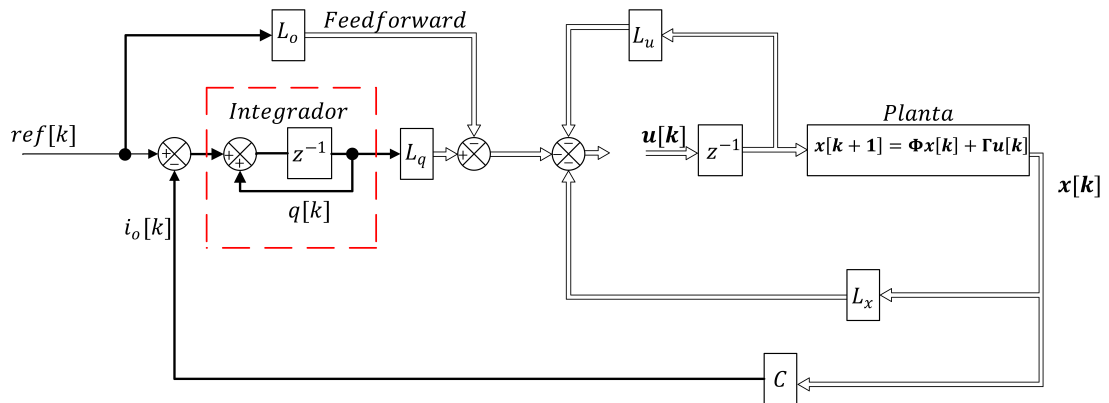 Feedforward
L_o
L_u
Integrador
Planta
ref[k]
u[k]
z^{-1}
L_q
z^{-1}
x[k + 1] = Φx[k] + Γu[k]
x[k]
q[k]
i_o[k]
L_x
C